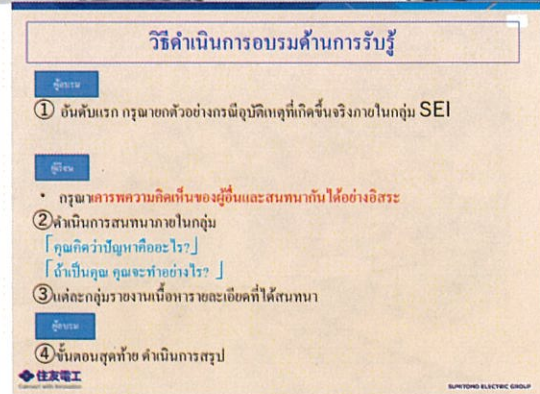 วิธีดำเนินการอบรมด้านการรับรู้
ผู้อบรม
① อันดับแรก กรุณายกตัวอย่างกรณีอุบัติเหตุที่เกิดขึ้นจริงภายในกลุ่ม SEI
ผู้เรียน
• กรุณาเคารพความคิดเห็นของผู้อื่นและสนทนากันได้อย่างอิสระ
②ดำเนินการสนทนาภายในกลุ่ม
「คุณคิดว่าปัญหาคืออะไร?」
「ถ้าเป็นคุณ คุณจะทำอย่างไร? 」
③แต่ละกลุ่มรายงานเนื้อหารายละเอียดที่ได้สนทนา
ผู้อบรม
④ขั้นตอนสุดท้าย ดำเนินการสรุป
住友電工
Connect with Innovation
SUMITOMO ELECTRIC GROUP